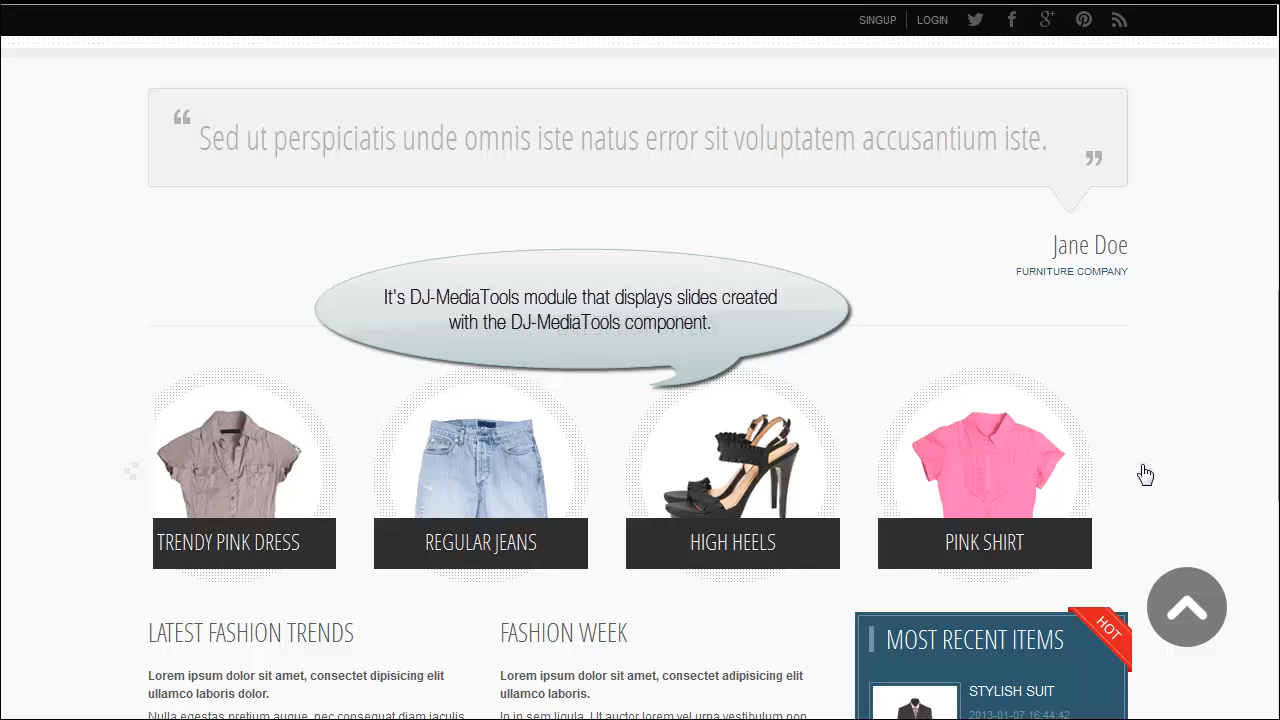 SINGUP LOGIN
“ Sed ut perspiciatis unde omnis iste natus error sit voluptatem accusantium iste. ”
Jane Doe
FURNITURE COMPANY
It's DJ-MediaTools module that displays slides created
with the DJ-MediaTools component.
TRENDY PINK DRESS
REGULAR JEANS
HIGH HEELS
PINK SHIRT
LATEST FASHION TRENDS
Lorem ipsum dolor sit amet, consectet dipisicing elit
ullamco laboris dolor.
Nulla egestas pretium augue, nec consequat diam iaculis
FASHION WEEK
Lorem ipsum dolor sit amet, consectet adipisicing elit
ullamco laboris.
In in sem ligula. Ut auctor lorem vel urna vestibulum non
MOST RECENT ITEMS
HOT
STYLISH SUIT
2013-01-07 16:44:42